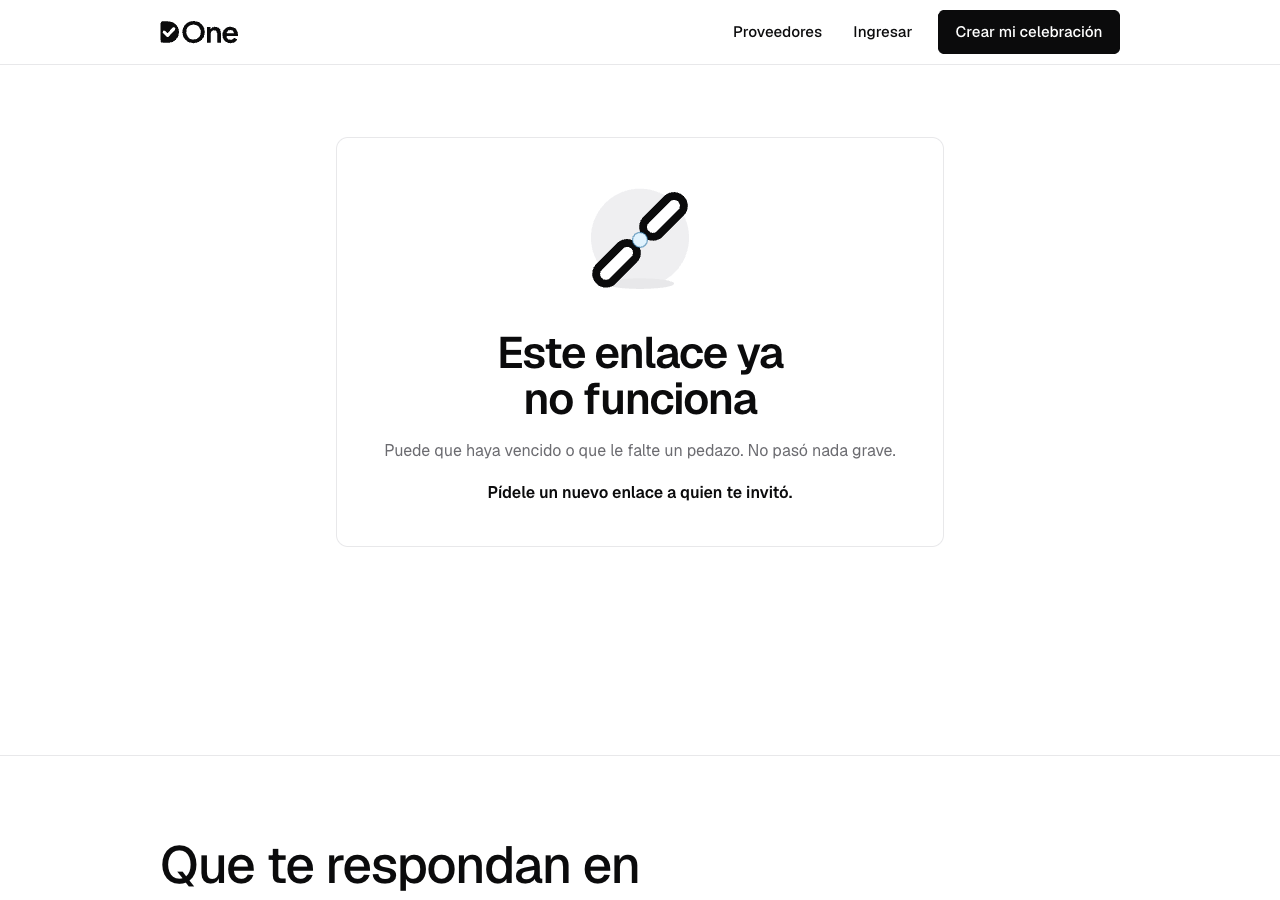 DOne
Proveedores
Ingresar
Crear mi celebración
Este enlace ya
no funciona
Puede que haya vencido o que le falte un pedazo. No pasó nada grave.
Pídele un nuevo enlace a quien te invitó.
Que te respondan en